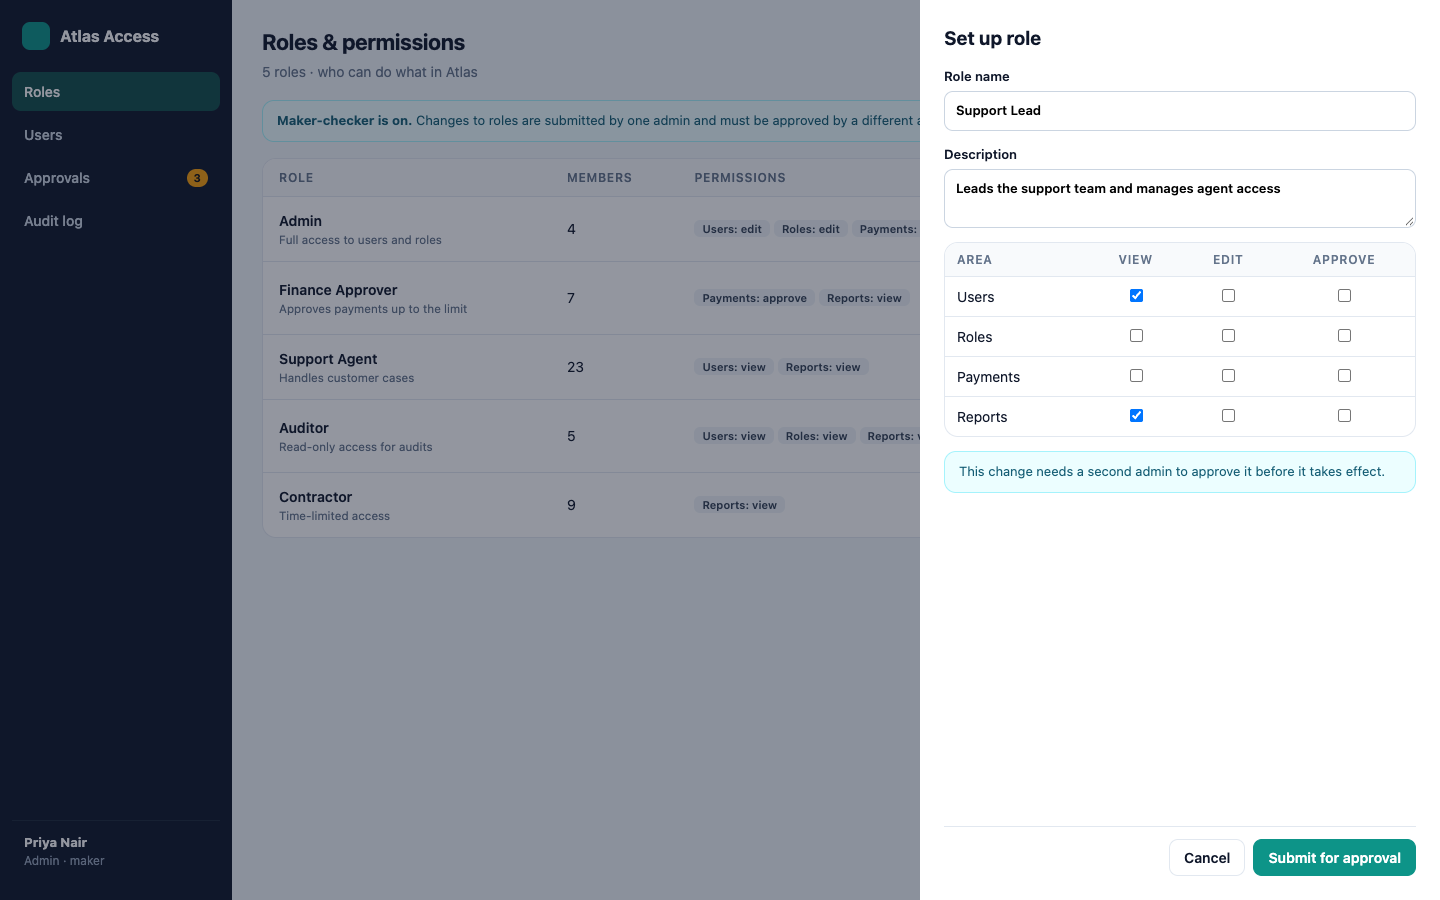 Atlas Access
Roles
Users
Approvals 3
Audit log
Priya Nair
Admin · maker
Roles & permissions
5 roles · who can do what in Atlas
Maker-checker is on. Changes to roles are submitted by one admin and must be approved by a different
ROLE MEMBERS PERMISSIONS
Admin
Full access to users and roles
4
Users: edit Roles: edit Payments:
Finance Approver
Approves payments up to the limit
7
Payments: approve Reports: view
Support Agent
Handles customer cases
23
Users: view Reports: view
Auditor
Read-only access for audits
5
Users: view Roles: view Reports:
Contractor
Time-limited access
9
Reports: view
Set up role
Role name
Support Lead
Description
Leads the support team and manages agent access
AREA VIEW EDIT APPROVE
Users
Roles
Payments
Reports
This change needs a second admin to approve it before it takes effect.
Cancel Submit for approval